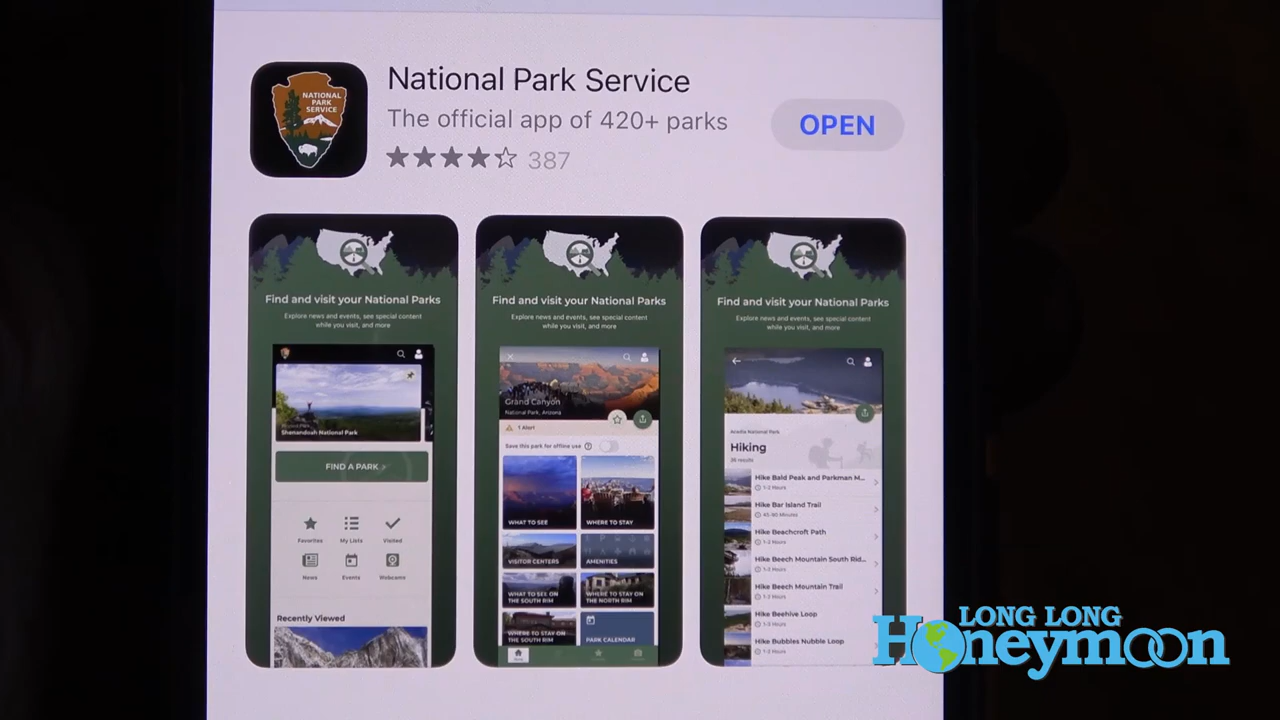 National Park Service
The official app of 420+ parks
387
OPEN
NATIONAL
PARK
SERVICE
Find and visit your National Parks
Explore news and events, see special content
while you visit, and more
Shenandoah National Park
FIND A PARK >
Favorites
My Lists
Visited
News
Events
Webcams
Recently Viewed
Find and visit your National Parks
Explore news and events, see special content
while you visit, and more
Grand Canyon
National Park, Arizona
1 Alert
Save this park for offline use
WHAT TO SEE
WHERE TO STAY
VISITOR CENTERS
AMENITIES
WHAT TO SEE ON
THE SOUTH RIM
WHERE TO STAY ON
THE NORTH RIM
WHERE TO STAY ON
THE SOUTH RIM
PARK CALENDAR
Find and visit your National Parks
Explore news and events, see special content
while you visit, and more
Acadia National Park
Hiking
36 results
Hike Bald Peak and Parkman M...
1-2 Hours
Hike Bar Island Trail
45-90 Minutes
Hike Beachcroft Path
1-2 Hours
Hike Beech Mountain South Rid...
1-2 Hours
Hike Beech Mountain Trail
1-2 Hours
Hike Beehive Loop
1-3 Hours
Hike Bubbles Nubble Loop
1-3 Hours
LONG LONG
Honeymoon